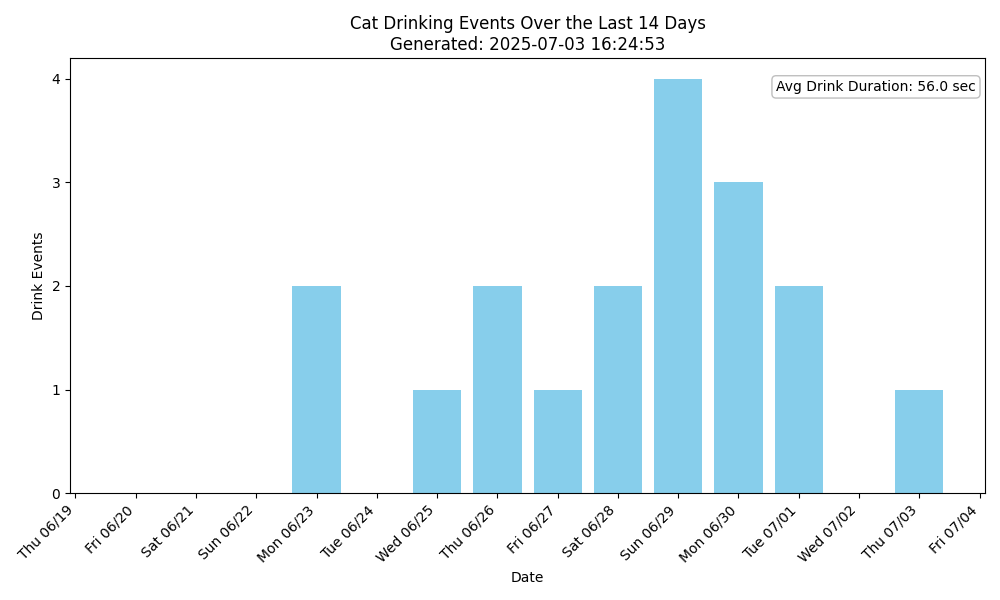 Cat Drinking Events Over the Last 14 Days
Generated: 2025-07-03 16:24:53
Avg Drink Duration: 56.0 sec
Drink Events
4
3
2
1
0
Thu 06/19
Fri 06/20
Sat 06/21
Sun 06/22
Mon 06/23
Tue 06/24
Wed 06/25
Thu 06/26
Fri 06/27
Sat 06/28
Sun 06/29
Mon 06/30
Tue 07/01
Wed 07/02
Thu 07/03
Fri 07/04
Date